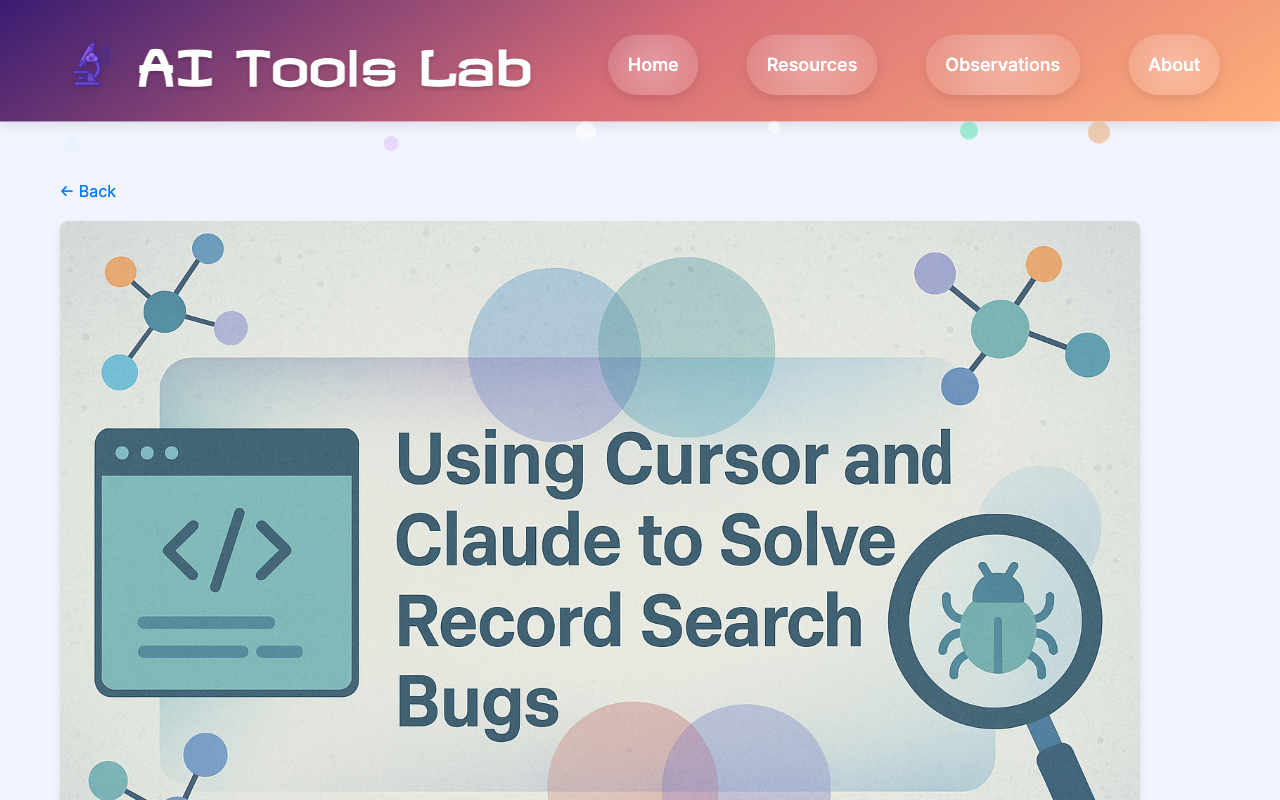 AI Tools Lab
Home
Resources
Observations
About
← Back
Using Cursor and
Claude to Solve
Record Search
Bugs